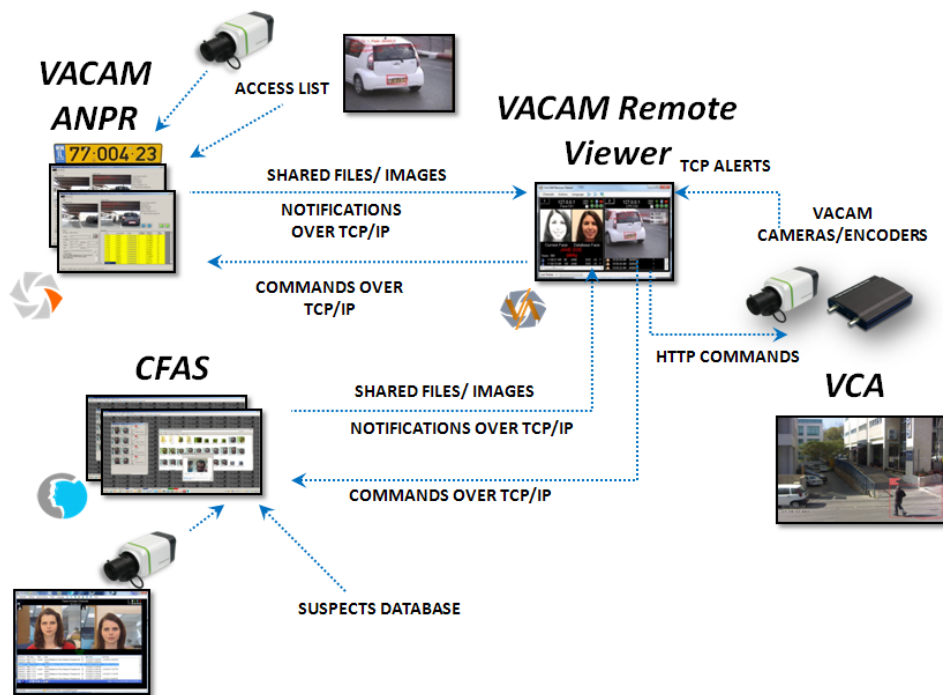 VACAM
ANPR
ACCESS LIST
77·004·23
VACAM Remote
Viewer
TCP ALERTS
SHARED FILES/ IMAGES
NOTIFICATIONS
OVER TCP/IP
VACAM
CAMERAS/ENCODERS
COMMANDS OVER
TCP/IP
HTTP COMMANDS
CFAS
VCA
SHARED FILES/ IMAGES
NOTIFICATIONS OVER TCP/IP
COMMANDS OVER TCP/IP
SUSPECTS DATABASE